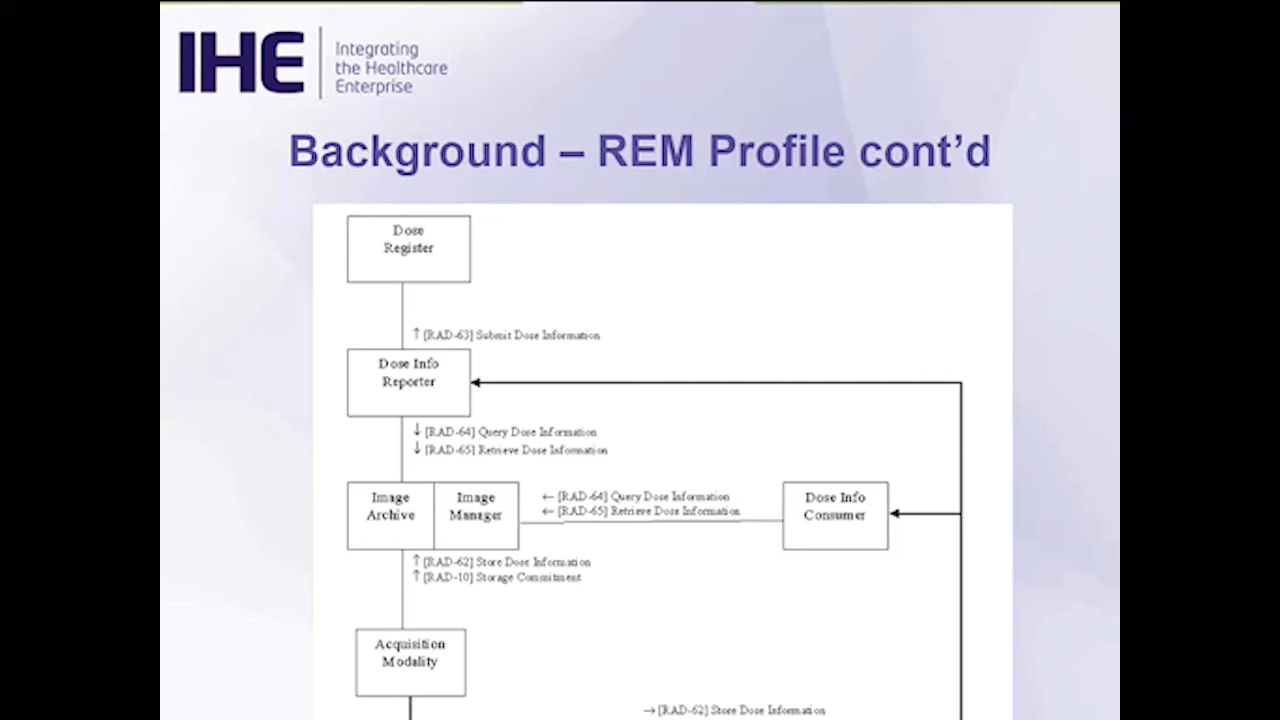 IHE
Integrating
the Healthcare
Enterprise
Background – REM Profile cont’d
Dose
Register
↑ [RAD-63] Submit Dose Information
Dose Info
Reporter
↓ [RAD-64] Query Dose Information
↓ [RAD-65] Retrieve Dose Information
Image
Archive
Image
Manager
← [RAD-64] Query Dose Information
← [RAD-65] Retrieve Dose Information
Dose Info
Consumer
↑ [RAD-62] Store Dose Information
↑ [RAD-10] Storage Commitment
Acquisition
Modality
→ [RAD-62] Store Dose Information